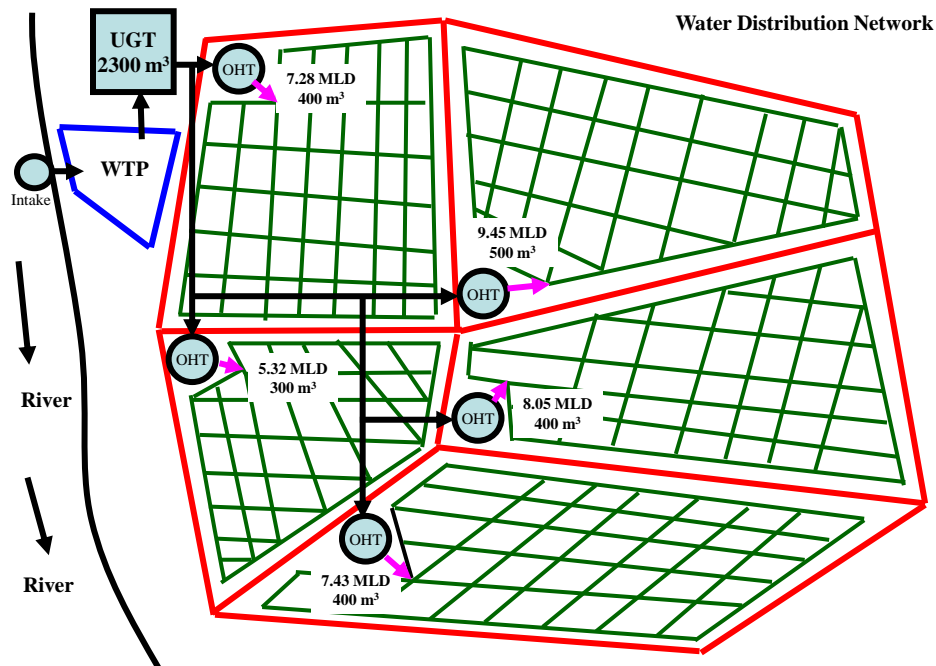 Water Distribution Network
UGT
2300 m³
OHT
7.28 MLD
400 m³
WTP
Intake
9.45 MLD
500 m³
OHT
OHT
5.32 MLD
300 m³
River
OHT
8.05 MLD
400 m³
OHT
7.43 MLD
400 m³
River